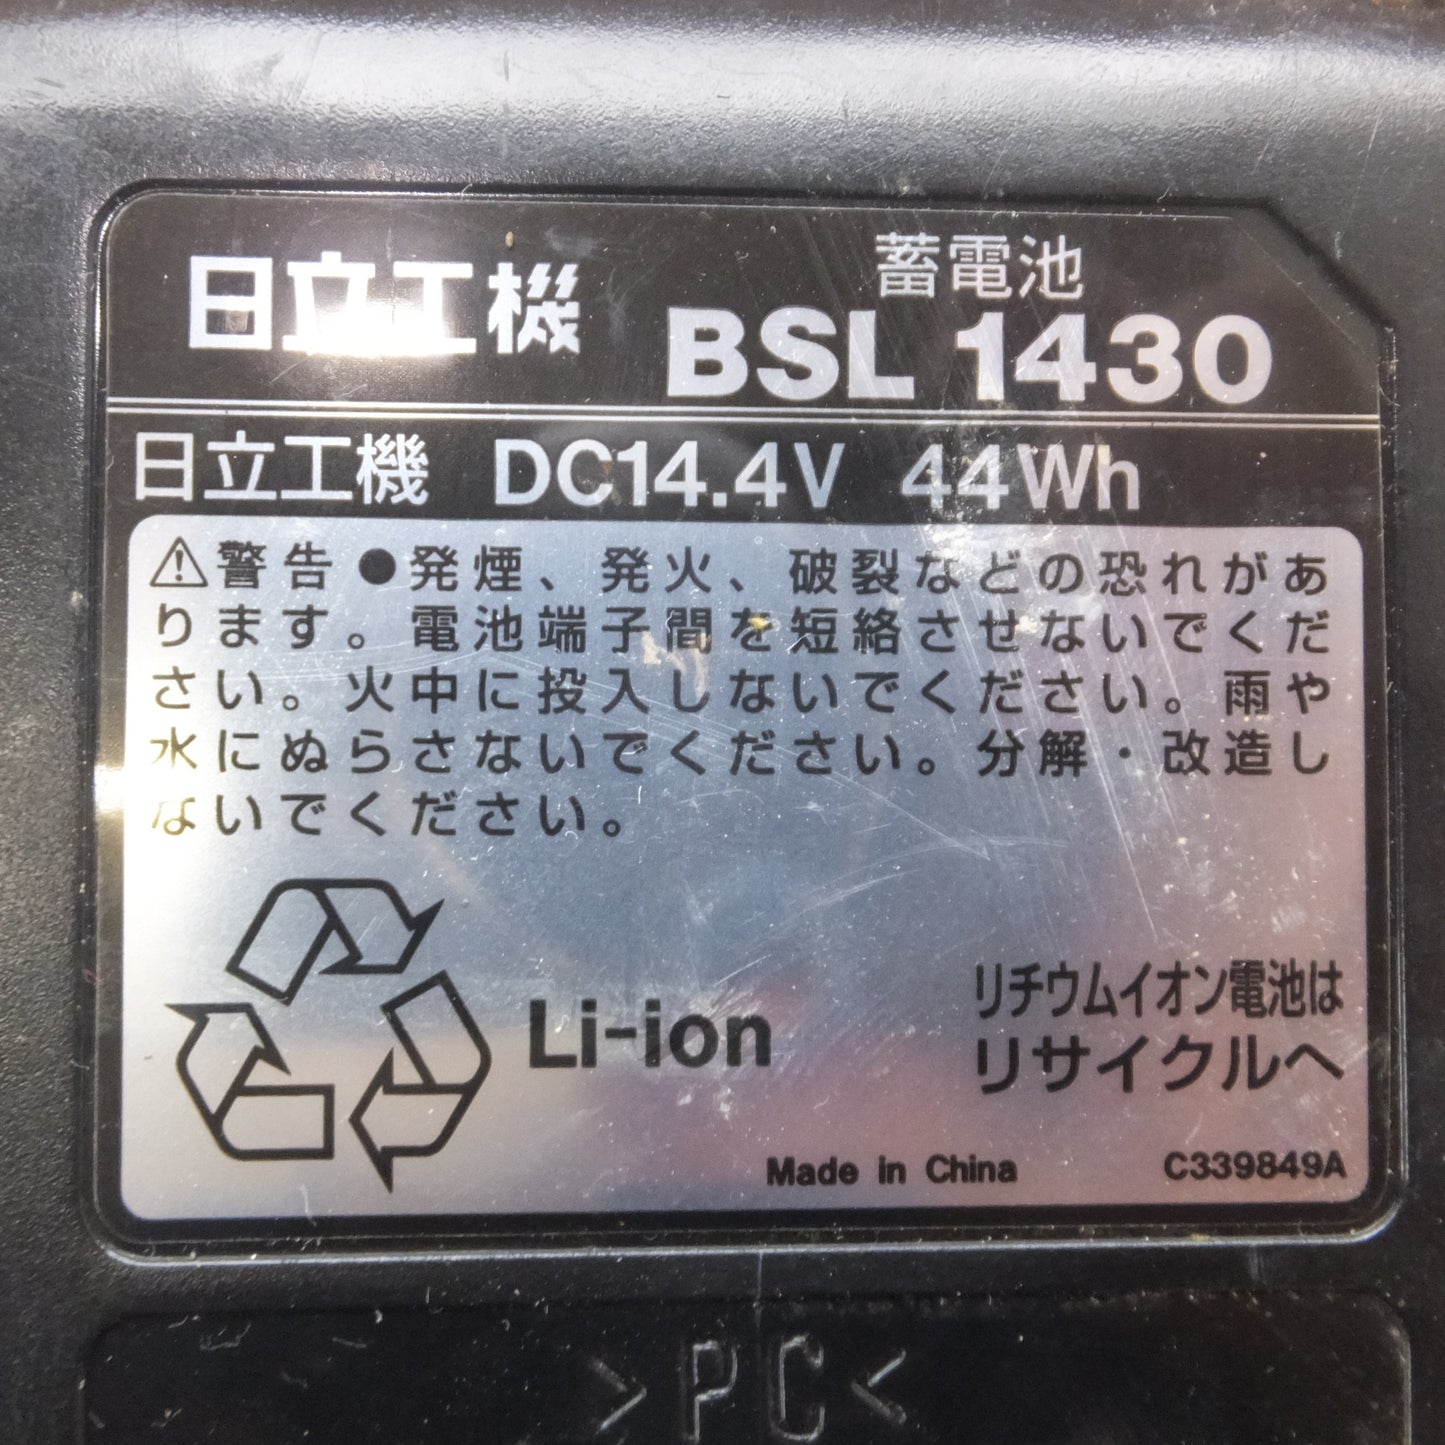 日立工機
蓄電池
BSL 1430
日立工機 DC14.4V 44Wh
⚠警告 ●発煙、発火、破裂などの恐れがあ
ります。電池端子間を短絡させないでくだ
さい。火中に投入しないでください。雨や
水にぬらさないでください。分解・改造し
ないでください。
Li-ion
リチウムイオン電池は
リサイクルへ
Made in China
C339849A
>PC<